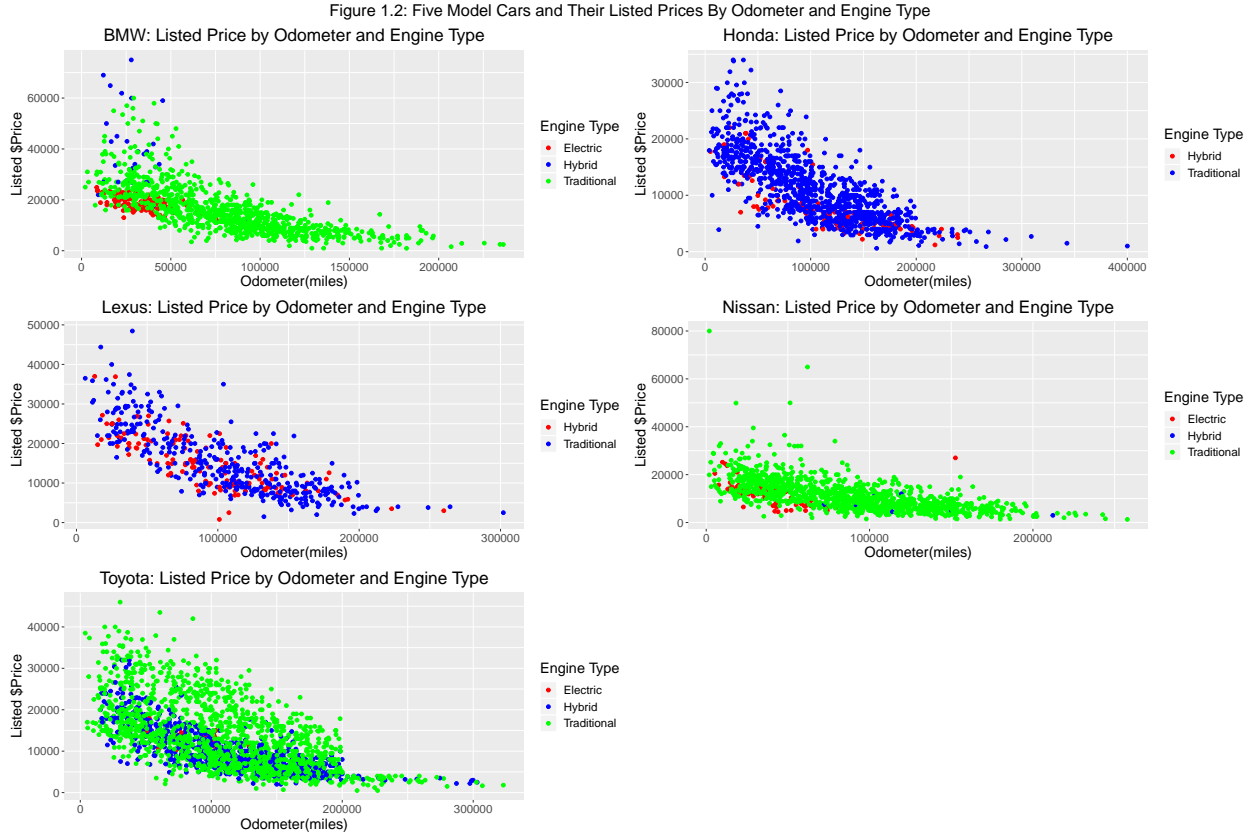 Figure 1.2: Five Model Cars and Their Listed Prices By Odometer and Engine Type
BMW: Listed Price by Odometer and Engine Type
Listed $Price
60000
40000
20000
0
0 50000 100000 150000 200000
Odometer(miles)
Engine Type
Electric
Hybrid
Traditional
Honda: Listed Price by Odometer and Engine Type
Listed $Price
30000
20000
10000
0
0 100000 200000 300000 400000
Odometer(miles)
Engine Type
Hybrid
Traditional
Lexus: Listed Price by Odometer and Engine Type
Listed $Price
50000
40000
30000
20000
10000
0
0 100000 200000 300000
Odometer(miles)
Engine Type
Hybrid
Traditional
Nissan: Listed Price by Odometer and Engine Type
Listed $Price
80000
60000
40000
20000
0
0 100000 200000
Odometer(miles)
Engine Type
Electric
Hybrid
Traditional
Toyota: Listed Price by Odometer and Engine Type
Listed $Price
40000
30000
20000
10000
0
0 100000 200000 300000
Odometer(miles)
Engine Type
Electric
Hybrid
Traditional